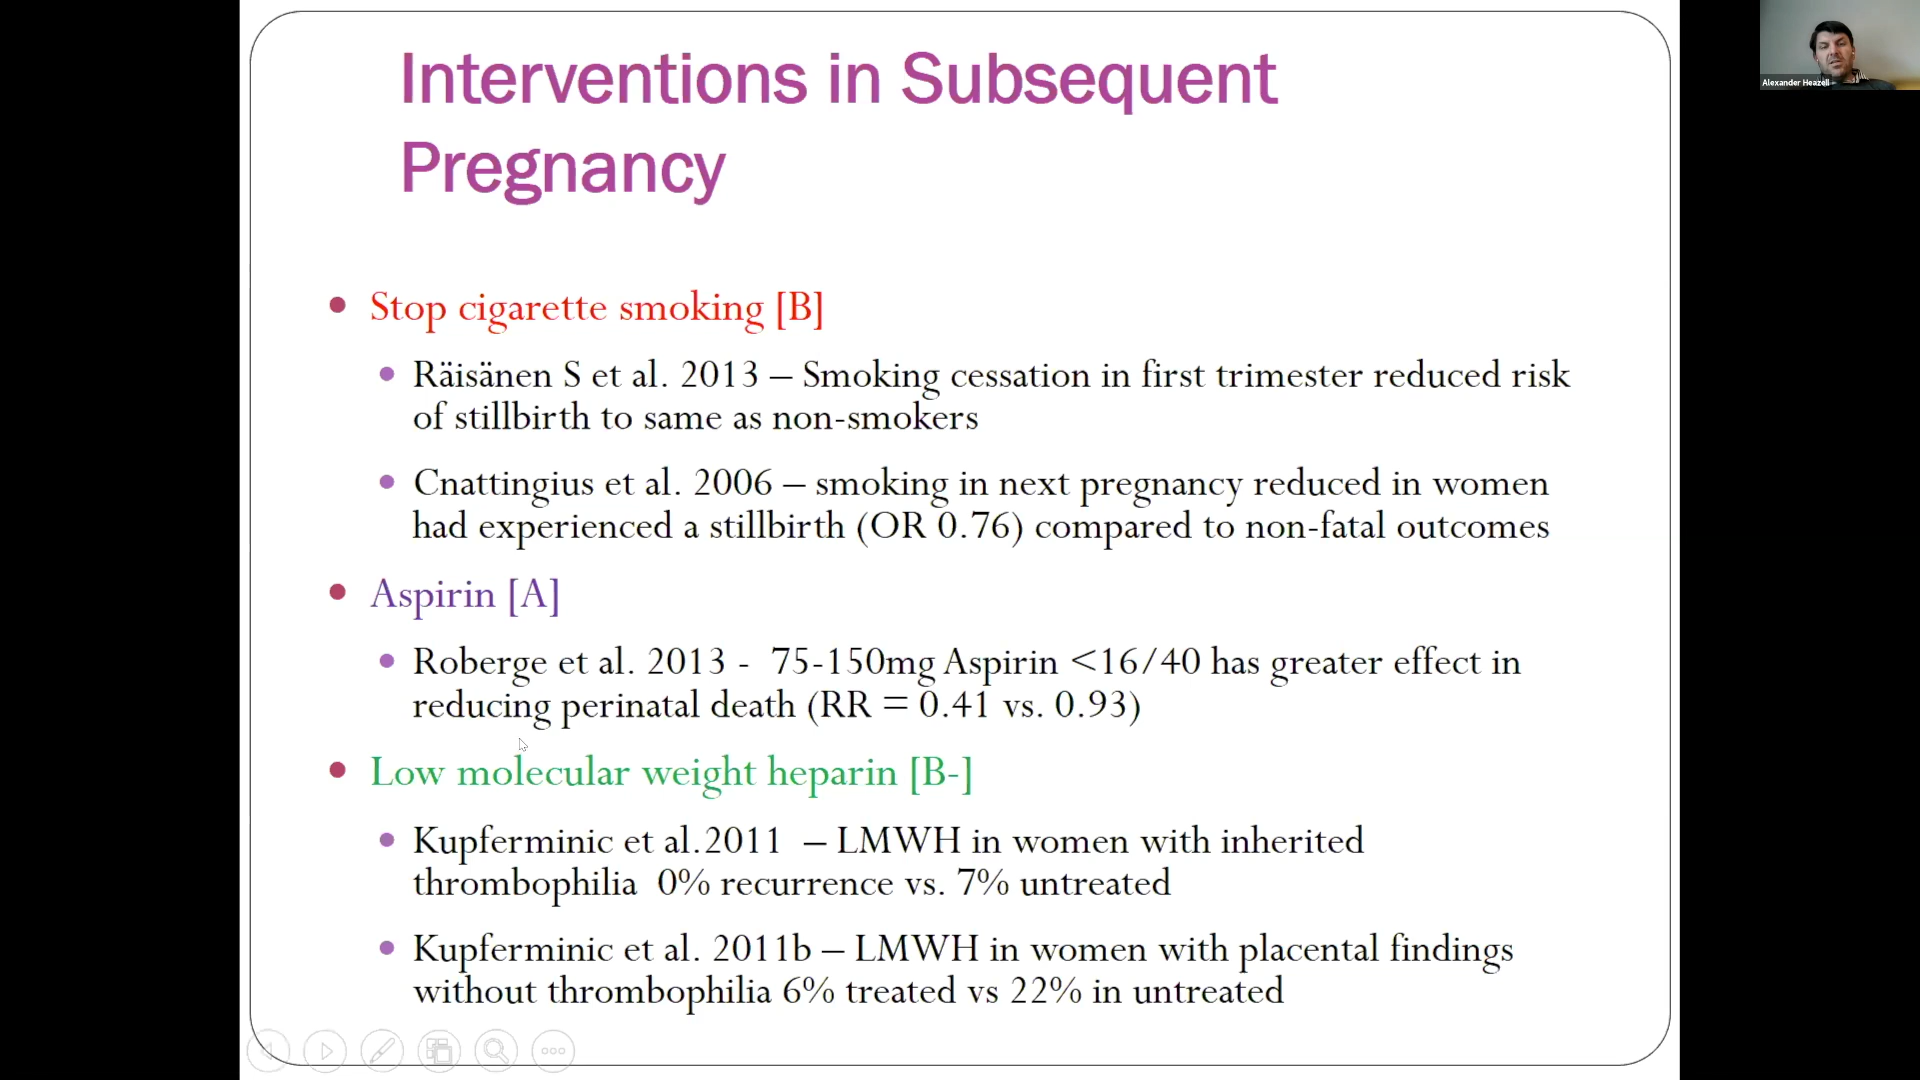 Interventions in Subsequent
Pregnancy
Alexander Heazell
Stop cigarette smoking [B]
Räisänen S et al. 2013 – Smoking cessation in first trimester reduced risk
of stillbirth to same as non-smokers
Cnattingius et al. 2006 – smoking in next pregnancy reduced in women
had experienced a stillbirth (OR 0.76) compared to non-fatal outcomes
Aspirin [A]
Roberge et al. 2013 - 75-150mg Aspirin <16/40 has greater effect in
reducing perinatal death (RR = 0.41 vs. 0.93)
Low molecular weight heparin [B-]
Kupferminic et al.2011 – LMWH in women with inherited
thrombophilia 0% recurrence vs. 7% untreated
Kupferminic et al. 2011b – LMWH in women with placental findings
without thrombophilia 6% treated vs 22% in untreated